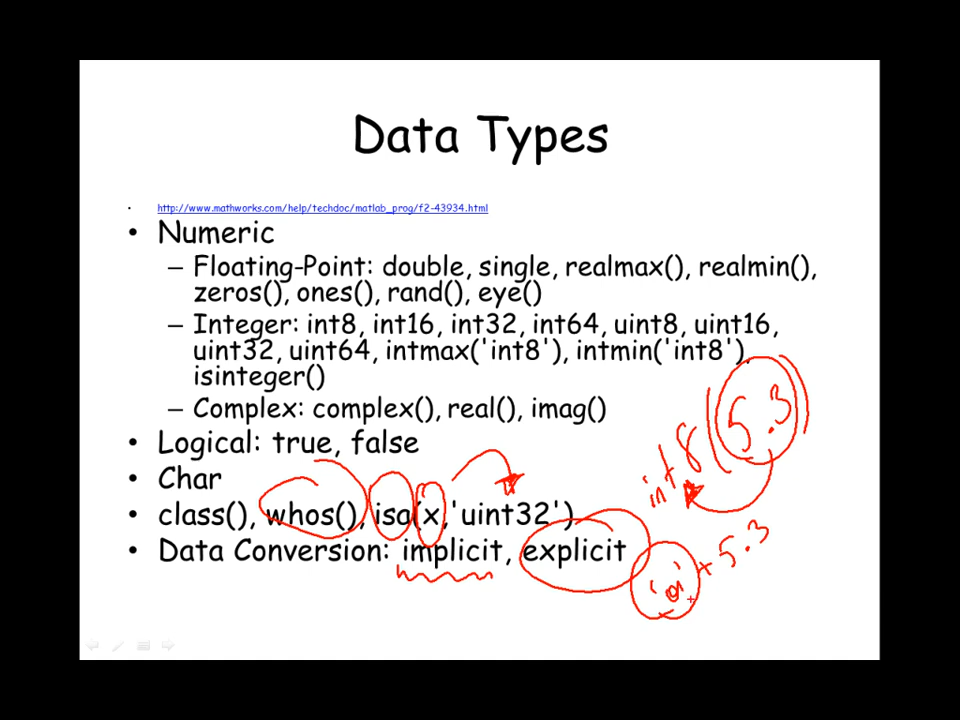 Data Types
• http://www.mathworks.com/help/techdoc/matlab_prog/f2-43934.html
• Numeric
– Floating-Point: double, single, realmax(), realmin(),
zeros(), ones(), rand(), eye()
– Integer: int8, int16, int32, int64, uint8, uint16,
uint32, uint64, intmax('int8'), intmin('int8'),
isinteger()
– Complex: complex(), real(), imag()
• Logical: true, false
• Char
• class(), whos(), isa(x,'uint32')
• Data Conversion: implicit, explicit
int8(5.3)
'a' + 5.3